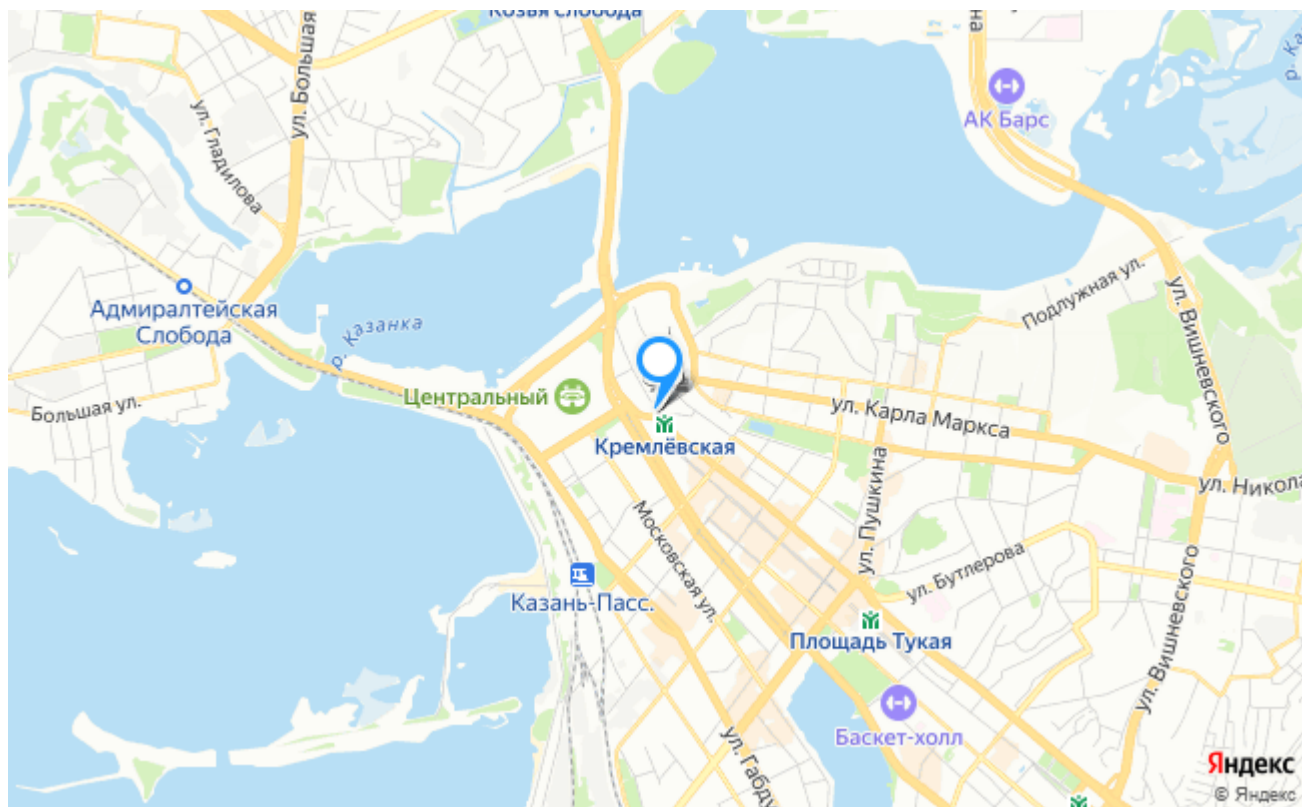 Козья Слобода
на
р. Ка
ул. Большая
АК Барс
ул. Гладилова
Подлужная ул.
Адмиралтейская
Слобода
р. Казанка
ул. Вишневского
Центральный
Большая ул.
ул. Карла Маркса
Кремлёвская
ул. Пушкина
ул. Никола
Московская ул.
ул. Бутлерова
Казань-Пасс.
Площадь Тукая
ул. Вишневского
Баскет-холл
ул. Габду
Яндекс
© Яндекс